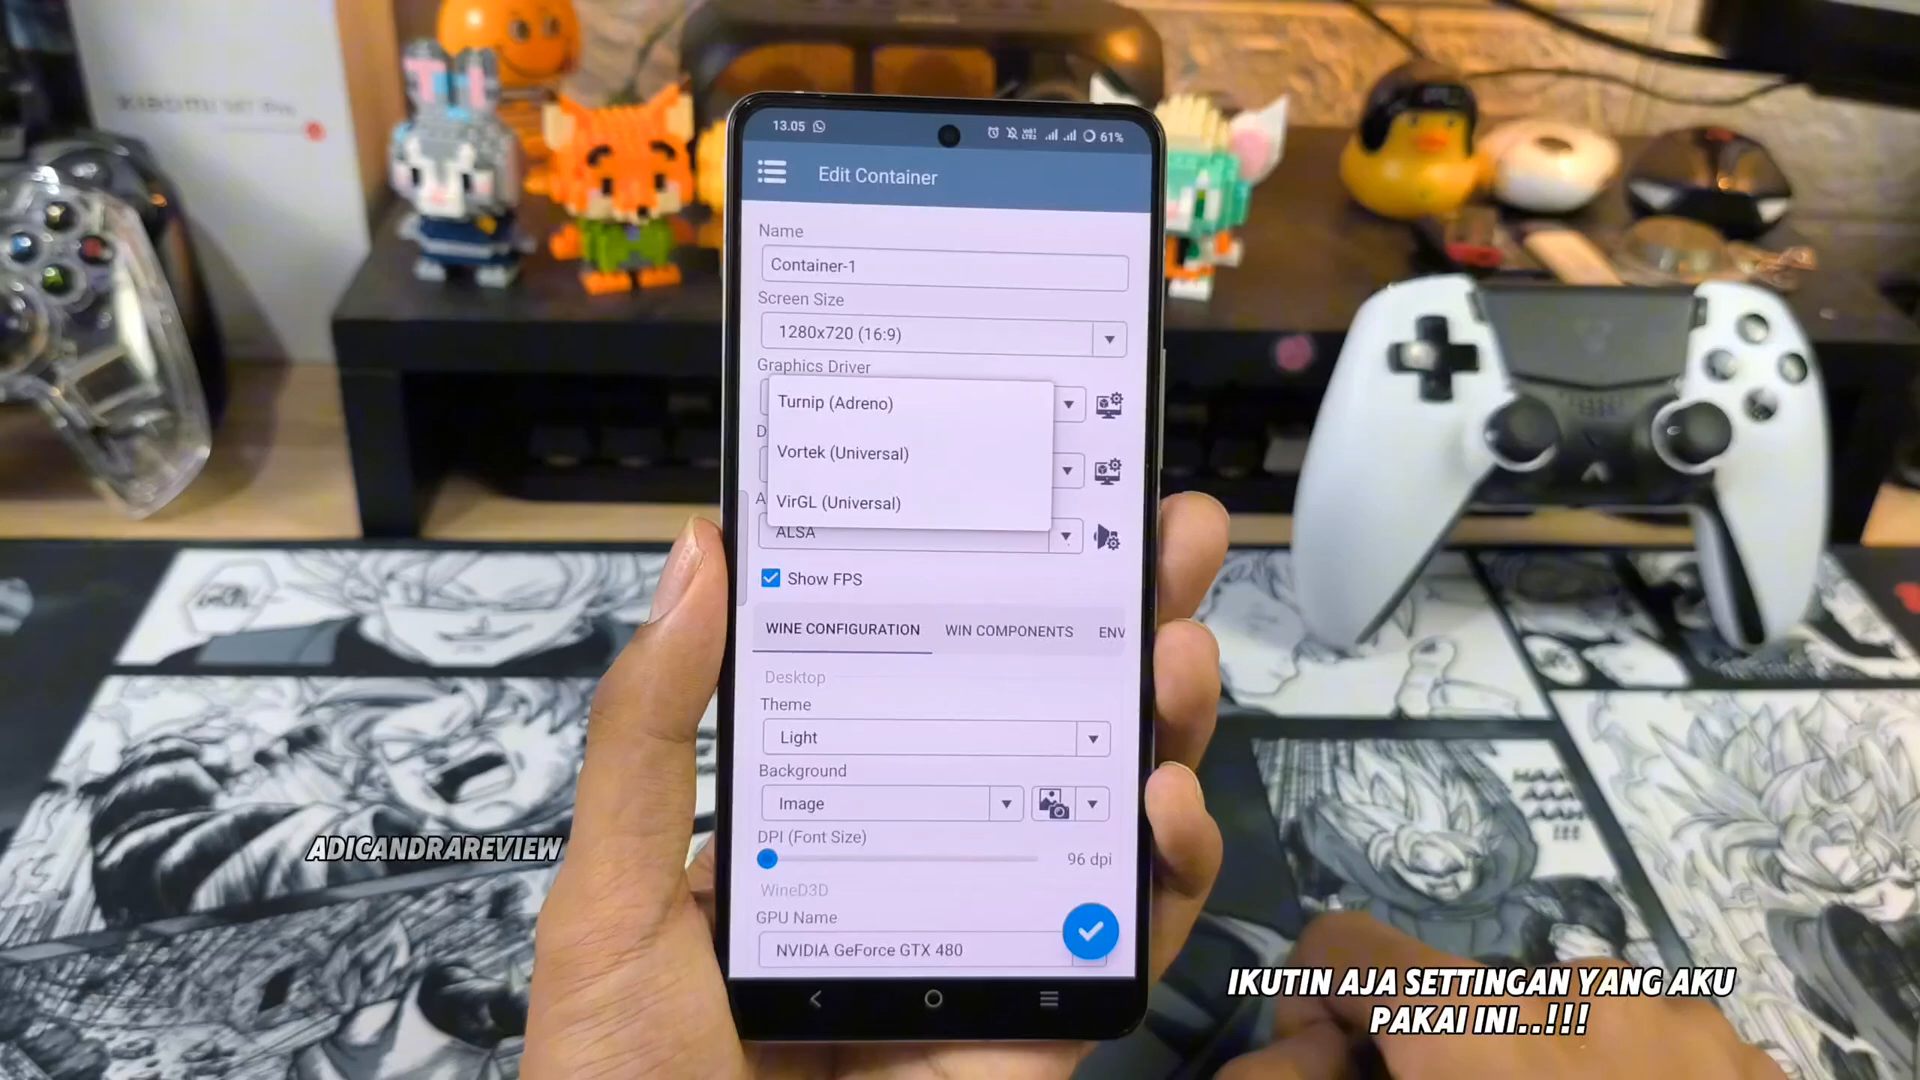 13.05
61%
Edit Container
Name
Container-1
Screen Size
1280x720 (16:9)
Graphics Driver
Turnip (Adreno)
D
Vortek (Universal)
A
VirGL (Universal)
ALSA
Show FPS
WINE CONFIGURATION WIN COMPONENTS ENV
Desktop
Theme
Light
Background
Image
DPI (Font Size)
96 dpi
WineD3D
GPU Name
NVIDIA GeForce GTX 480
ADICANDRAREVIEW
IKUTIN AJA SETTINGAN YANG AKU
PAKAI INI..!!!